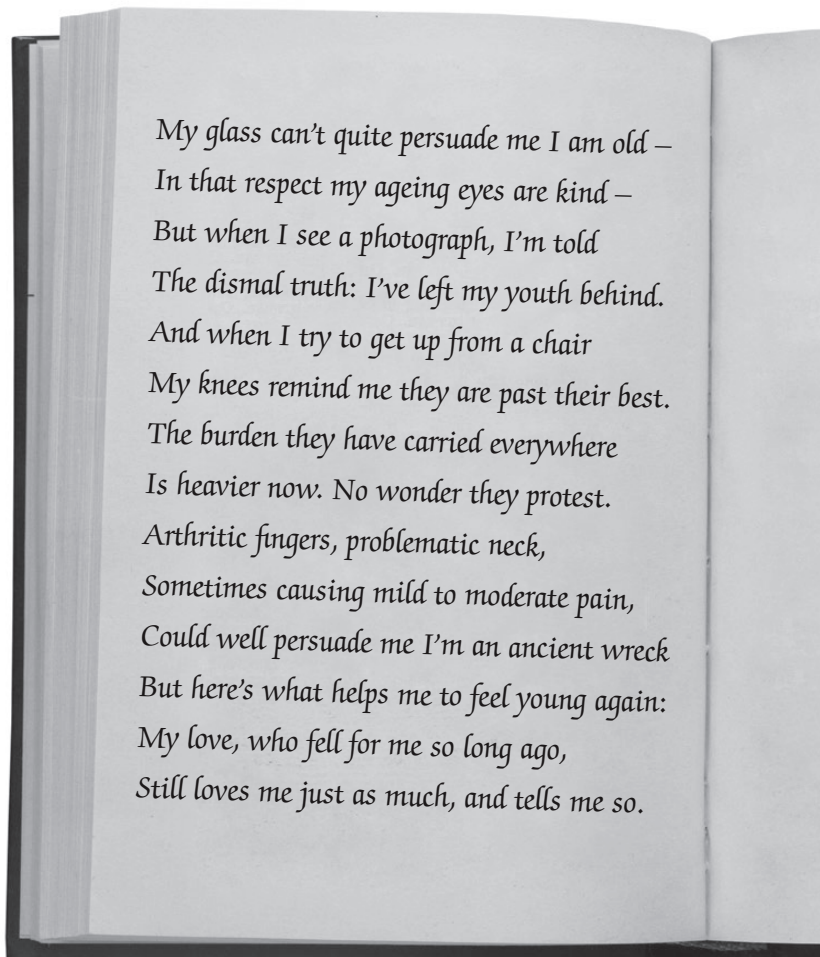 My glass can’t quite persuade me I am old –
In that respect my ageing eyes are kind –
But when I see a photograph, I’m told
The dismal truth: I’ve left my youth behind.
And when I try to get up from a chair
My knees remind me they are past their best.
The burden they have carried everywhere
Is heavier now. No wonder they protest.
Arthritic fingers, problematic neck,
Sometimes causing mild to moderate pain,
Could well persuade me I’m an ancient wreck
But here’s what helps me to feel young again:
My love, who fell for me so long ago,
Still loves me just as much, and tells me so.